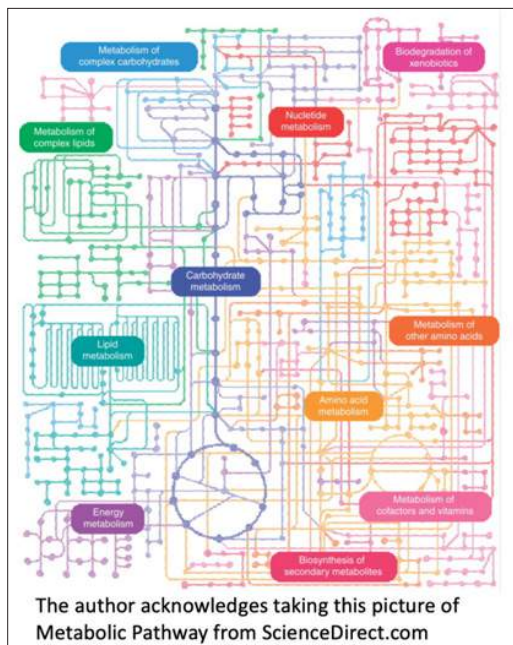 Metabolism of
complex carbohydrates
Biodegradation of
xenobiotics
Nucletide
metabolism
Metabolism of
complex lipids
Carbohydrate
metabolism
Metabolism of
other amino acids
Lipid
metabolism
Amino acid
metabolism
Metabolism of
cofactors and vitamins
Energy
metabolism
Biosynthesis of
secondary metabolites
The author acknowledges taking this picture of
Metabolic Pathway from ScienceDirect.com